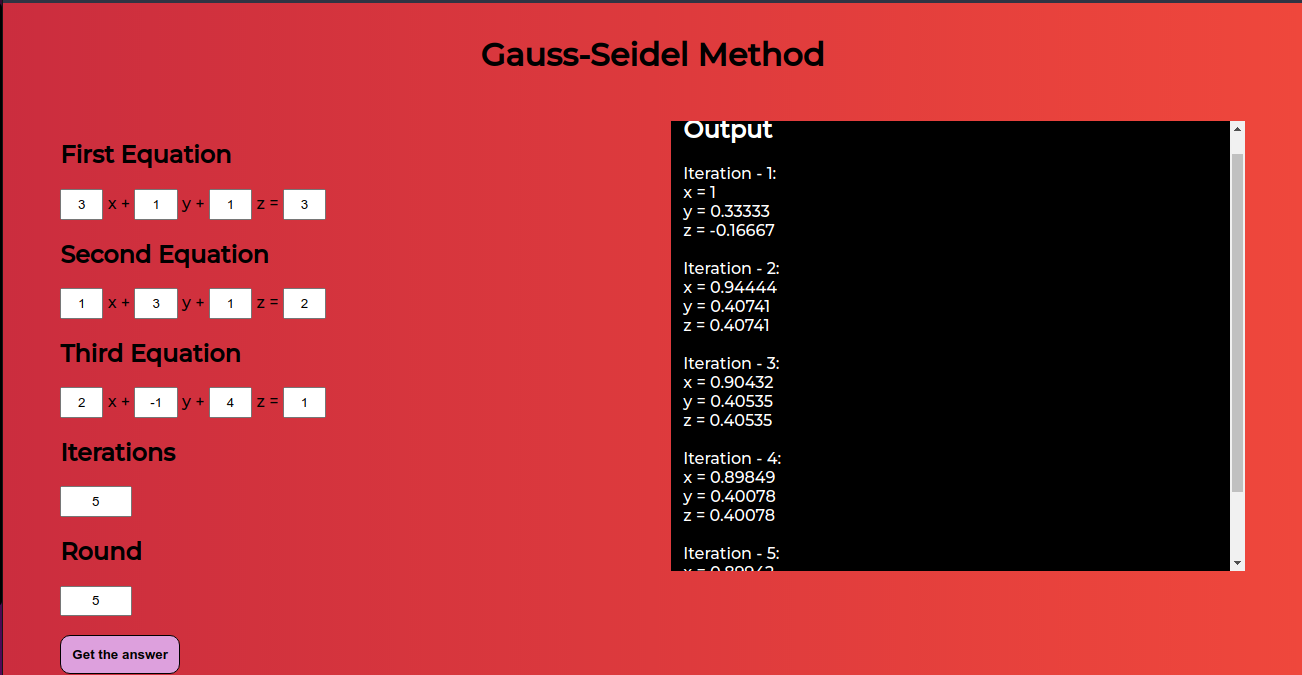 Gauss-Seidel Method
First Equation
3 x + 1 y + 1 z = 3
Second Equation
1 x + 3 y + 1 z = 2
Third Equation
2 x + -1 y + 4 z = 1
Iterations
5
Round
5
Get the answer
Output
Iteration - 1:
x = 1
y = 0.33333
z = -0.16667
Iteration - 2:
x = 0.94444
y = 0.40741
z = 0.40741
Iteration - 3:
x = 0.90432
y = 0.40535
z = 0.40535
Iteration - 4:
x = 0.89849
y = 0.40078
z = 0.40078
Iteration - 5:
x = 0.89942